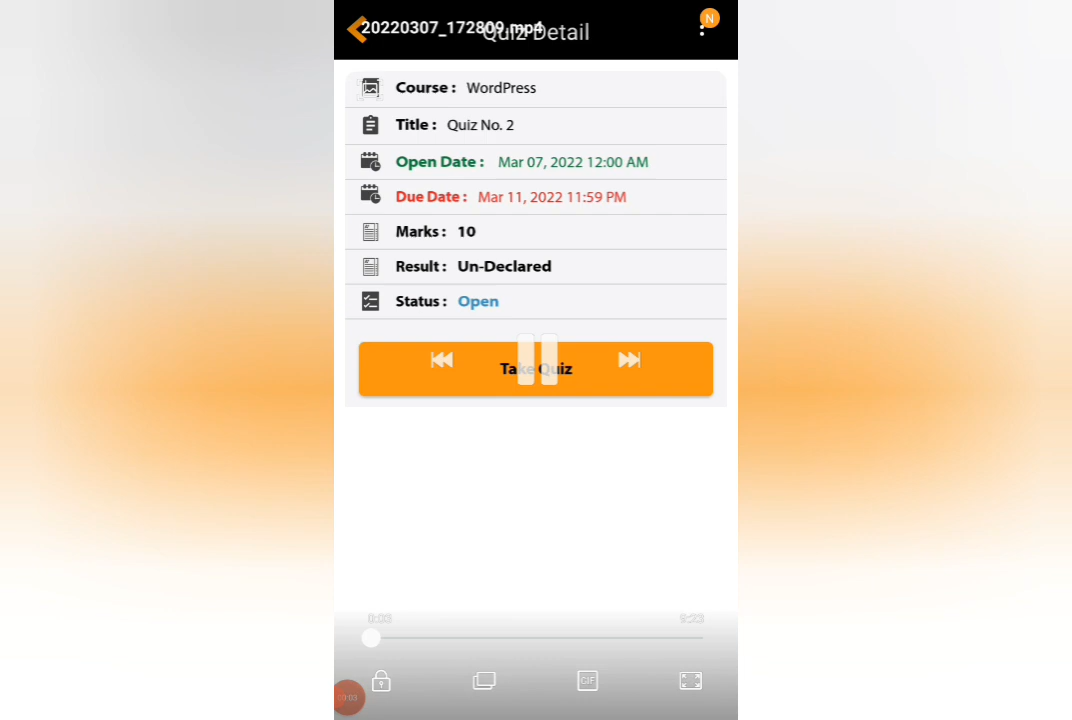 20220307_172809.mp4
Quiz Detail
N
Course : WordPress
Title : Quiz No. 2
Open Date : Mar 07, 2022 12:00 AM
Due Date : Mar 11, 2022 11:59 PM
Marks : 10
Result : Un-Declared
Status : Open
Take Quiz
0:03
9:23
GIF
00:03